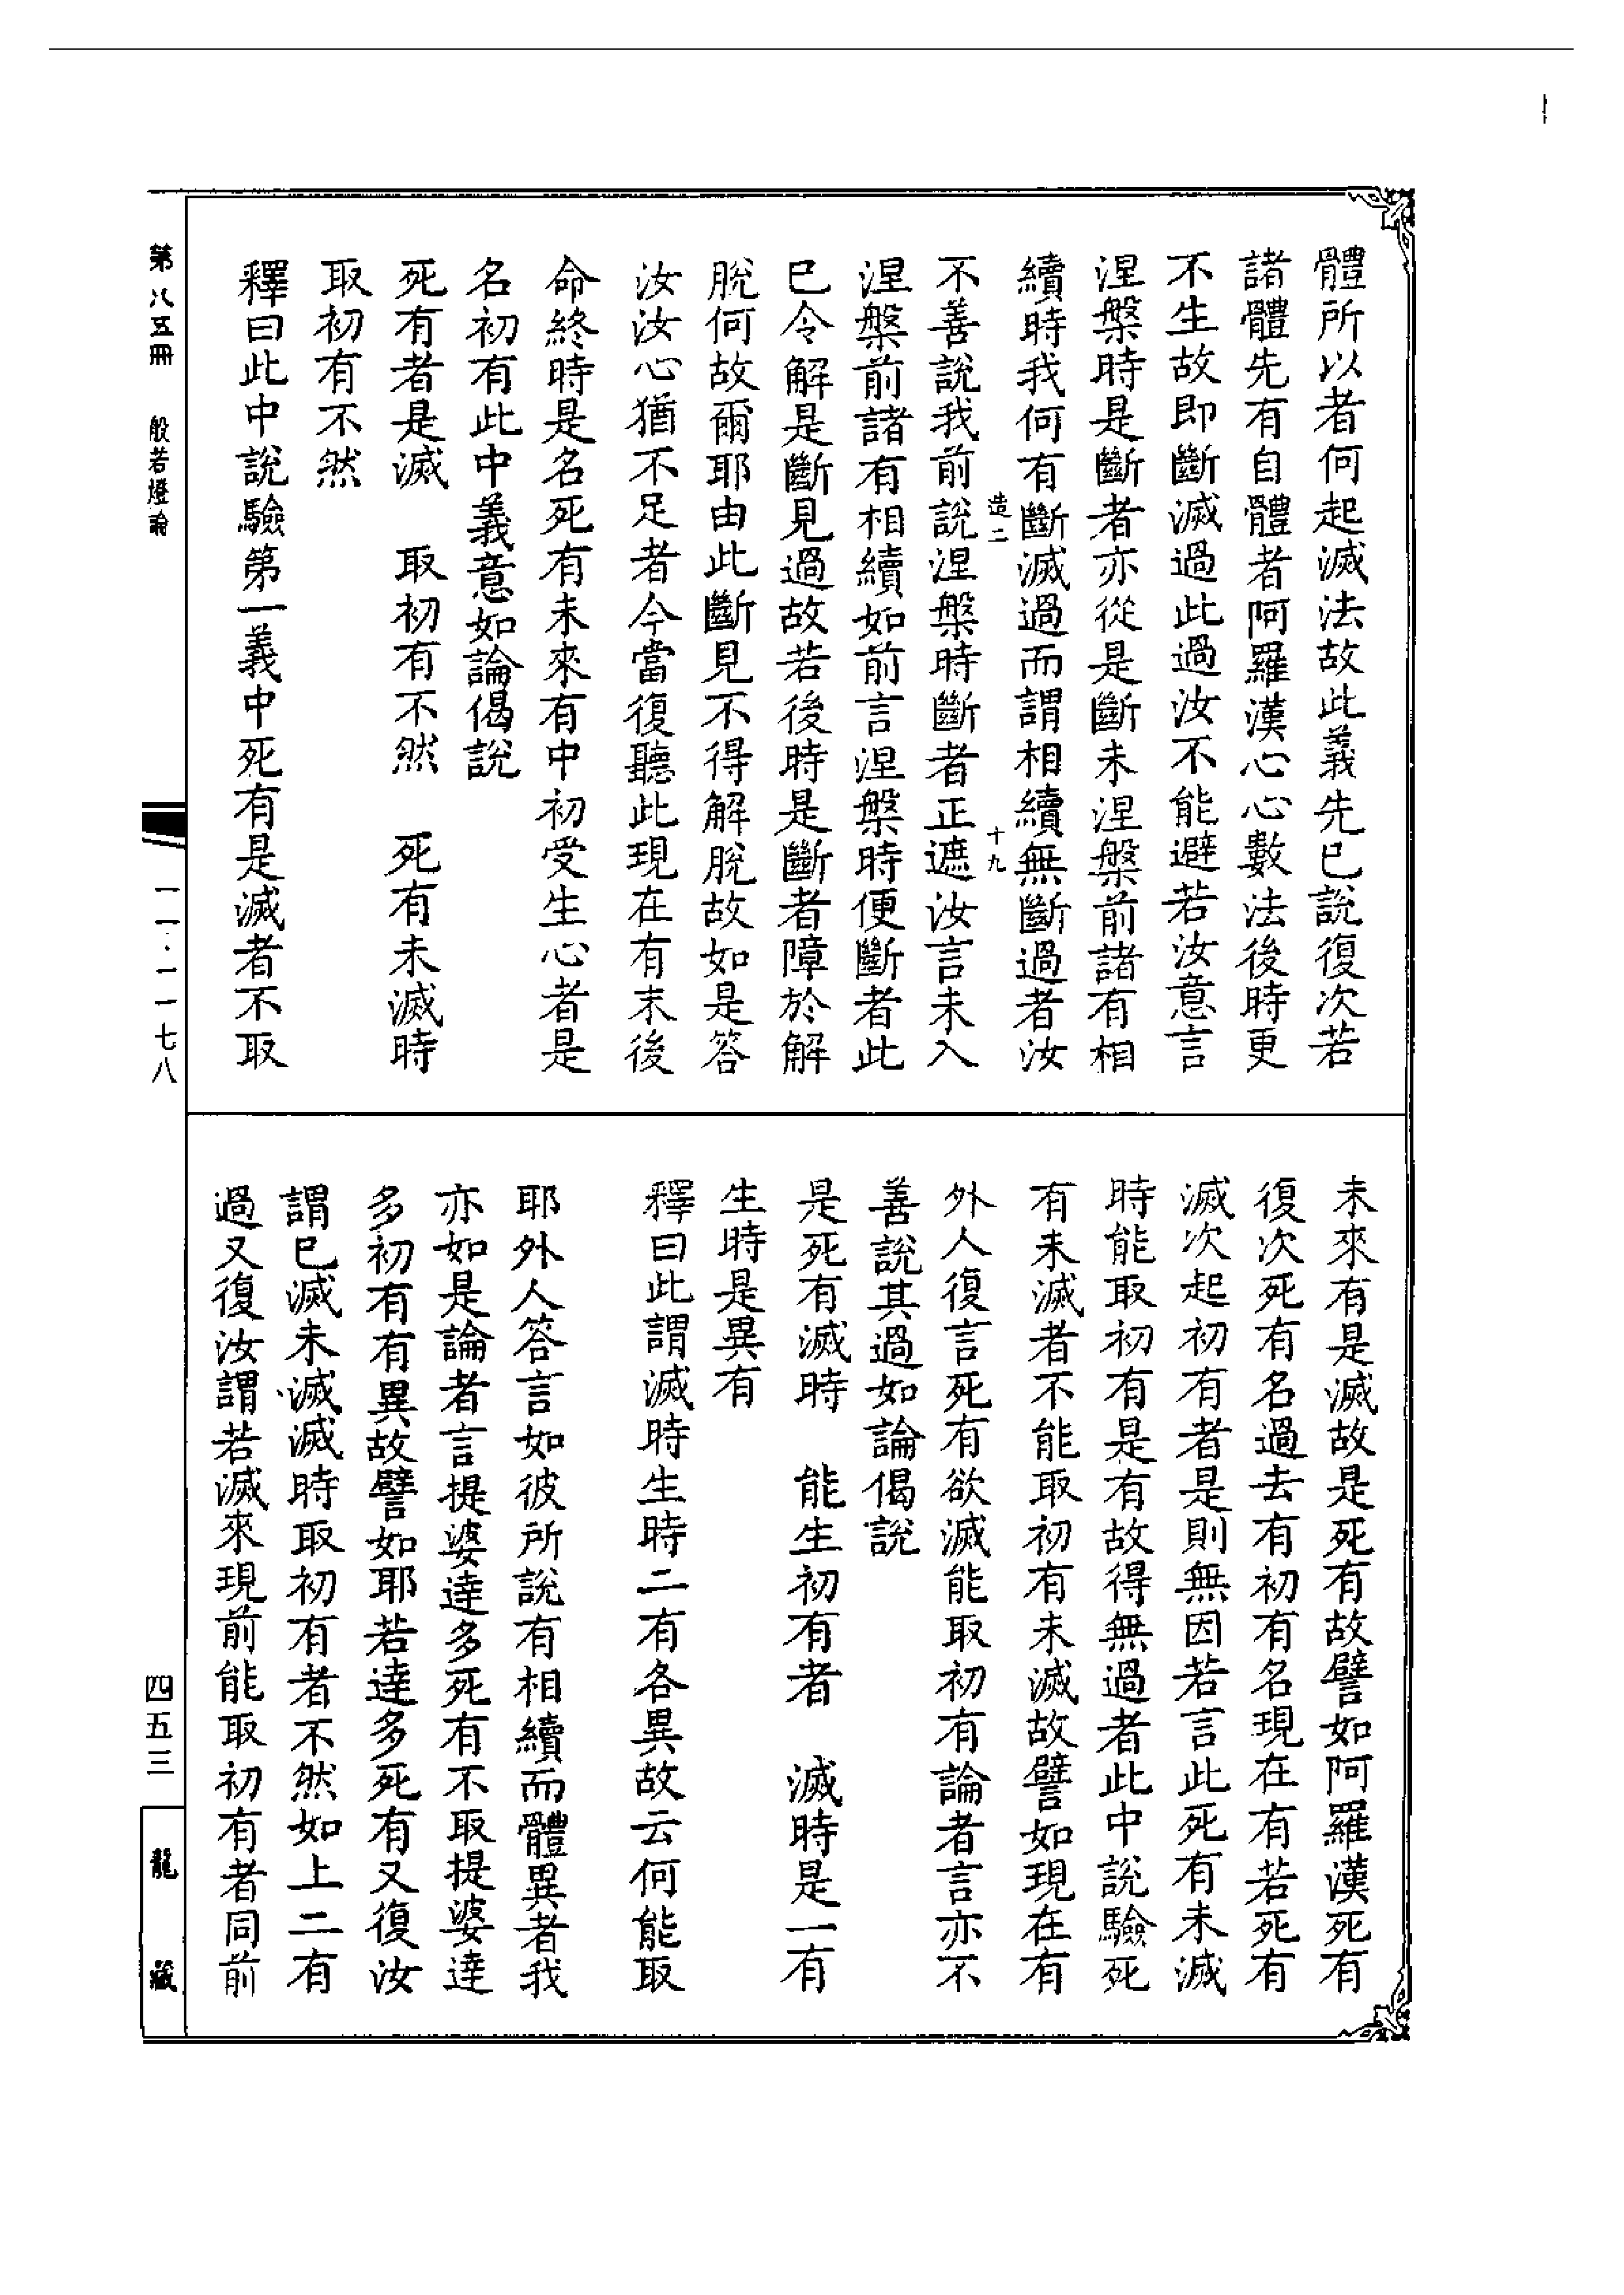 體所以者何起滅法故此義先已說復次若
諸體先有自體者阿羅漢心心數法後時更
不生故即斷滅過此過汝不能避若汝意言
涅槃時是斷者亦從是斷未涅槃前諸有相
續時我何有斷滅過而謂相續無斷過者汝
造二 十九
不善說我前說涅槃時斷者正遮汝言未入
涅槃前諸有相續如前言涅槃時便斷者此
已令解是斷見過故若後時是斷者障於解
脫何故爾耶由此斷見不得解脫故如是答
汝汝心猶不足者今當復聽此現在有末後
命終時是名死有未來有中初受生心者是
名初有此中義意如論偈說
死有者是滅 取初有不然 死有未滅時
取初有不然
釋曰此中說驗第一義中死有是滅者不取
未來有是滅故是死有故譬如阿羅漢死有
復次死有名過去有初有名現在有若死有
滅次起初有者是則無因若言此死有未滅
時能取初有是有故得無過者此中說驗死
有未滅者不能取初有未滅故譬如現在有
外人復言死有欲滅能取初有論者言亦不
善說其過如論偈說
是死有滅時 能生初有者 滅時是一有
生時是異有
釋曰此謂滅時生時二有各異故云何能取
耶外人答言如彼所說有相續而體異者我
亦如是論者言提婆達多死有不取提婆達
多初有有異故譬如耶若達多死有又復汝
謂已滅未滅滅時取初有者不然如上二有
過又復汝謂若滅來現前能取初有者同前
第八五冊 般若燈論
一一·一一七八
四五三
龍藏